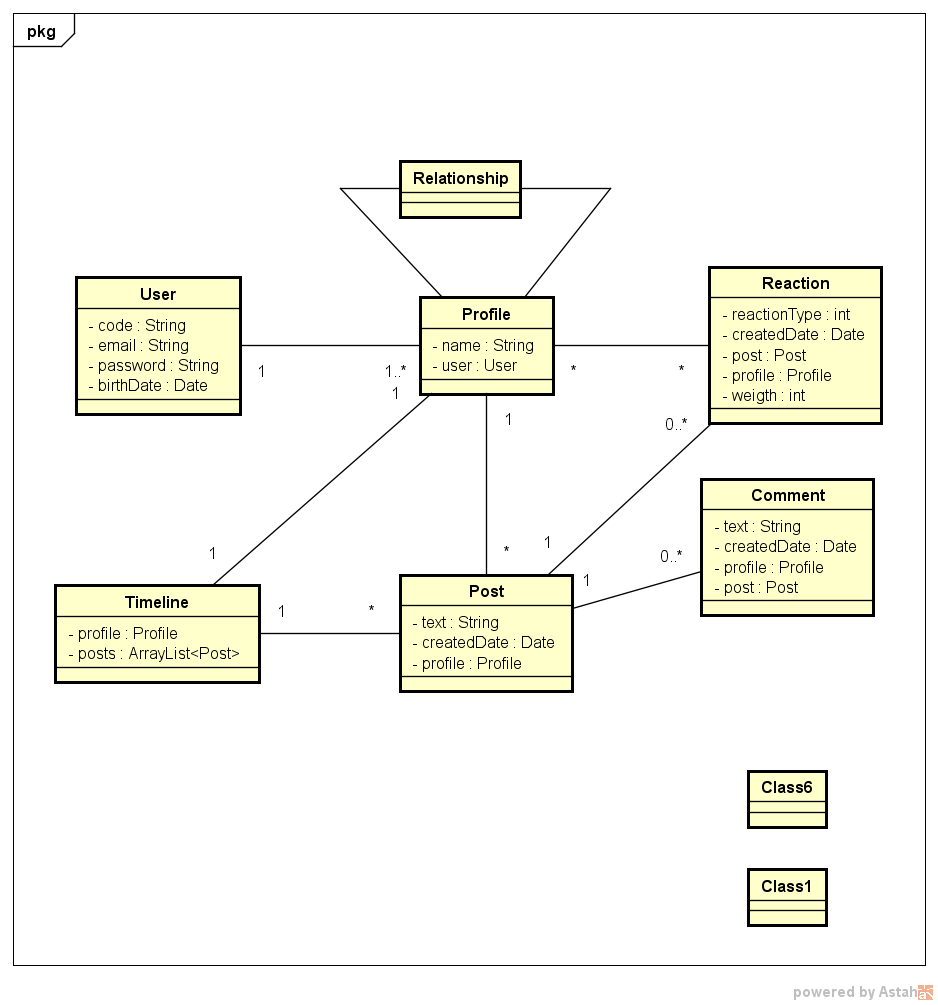 pkg
Relationship
User
- code : String
- email : String
- password : String
- birthDate : Date
Profile
- name : String
- user : User
Reaction
- reactionType : int
- createdDate : Date
- post : Post
- profile : Profile
- weigth : int
1
1..*
*
*
1
1
0..*
Comment
- text : String
- createdDate : Date
- profile : Profile
- post : Post
1
*
1
0..*
1
Timeline
- profile : Profile
- posts : ArrayList<Post>
1
*
Post
- text : String
- createdDate : Date
- profile : Profile
Class6
Class1
powered by Astah